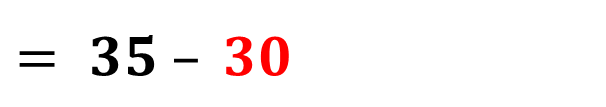 = 35 – 30